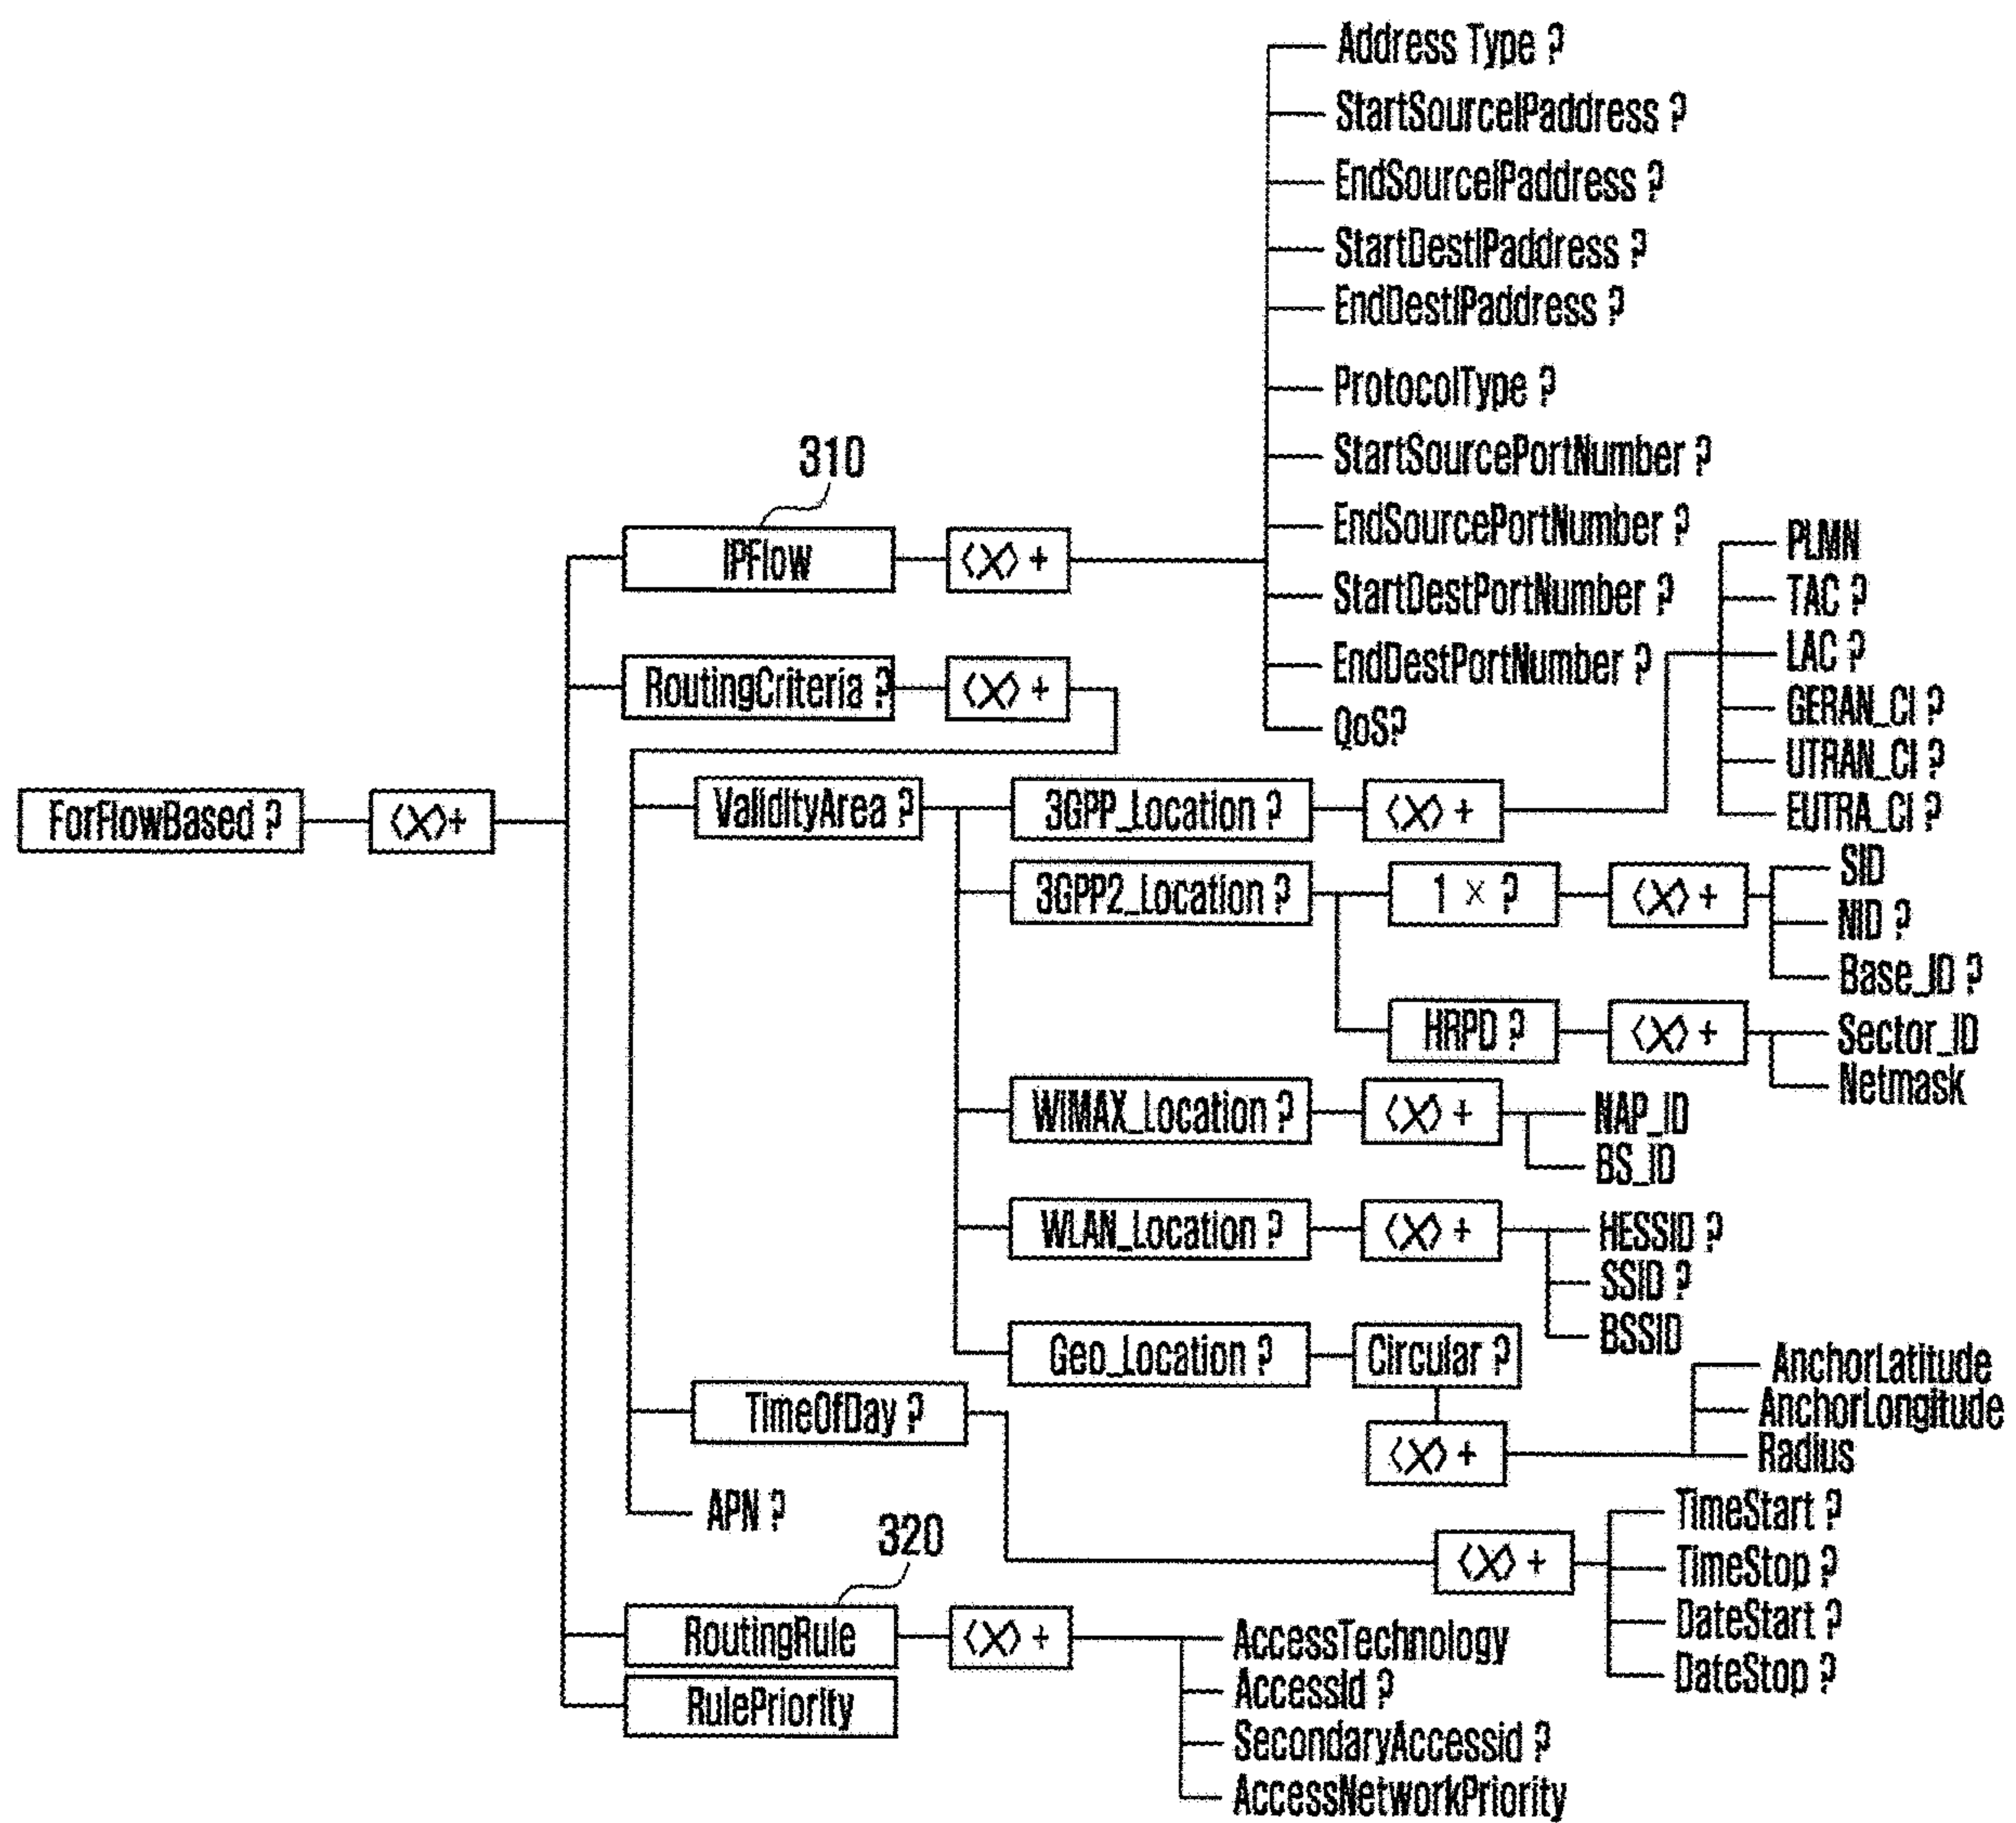 Address Type ?
StartSourceIPaddress ?
EndSourceIPaddress ?
StartDestIPaddress ?
EndDestIPaddress ?
ProtocolType ?
StartSourcePortNumber ?
EndSourcePortNumber ?
StartDestPortNumber ?
EndDestPortNumber ?
QoS?
310
IPFlow
<X> +
PLMN
TAC ?
LAC ?
GERAN_CI ?
UTRAN_CI ?
EUTRA_CI ?
RoutingCriteria ?
<X> +
ForFlowBased ?
<X>+
ValidityArea ?
3GPP_Location ?
<X> +
3GPP2_Location ?
1 × ?
<X> +
SID
NID ?
Base_ID ?
HRPD ?
<X> +
Sector_ID
Netmask
WIMAX_Location ?
<X> +
NAP_ID
BS_ID
WLAN_Location ?
<X> +
HESSID ?
SSID ?
BSSID
Geo_Location ?
Circular ?
<X> +
AnchorLatitude
AnchorLongitude
Radius
TimeOfDay ?
<X> +
TimeStart ?
TimeStop ?
DateStart ?
DateStop ?
APN ?
320
RoutingRule
<X> +
AccessTechnology
AccessId ?
SecondaryAccessid ?
AccessNetworkPriority
RulePriority